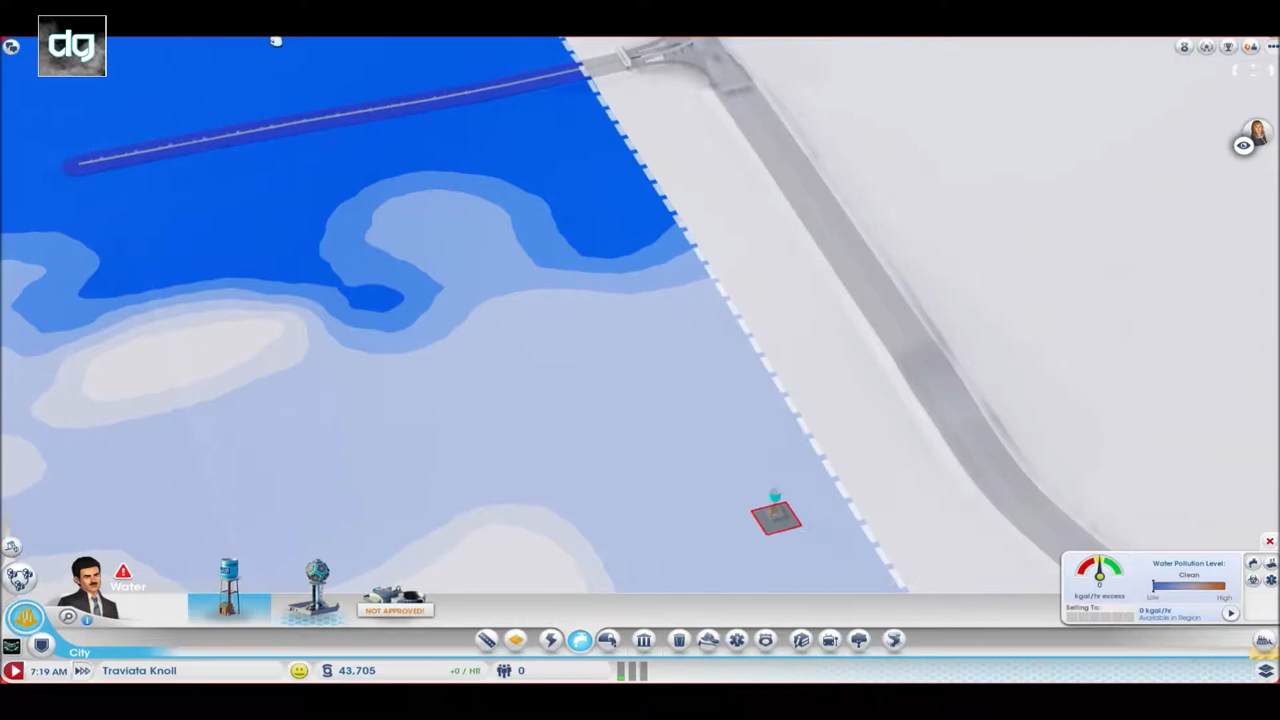 dg
Water
NOT APPROVED!
0
kgal/hr excess
Selling To:
Water Pollution Level:
Clean
Low High
0 kgal/hr
Available in Region
City
7:19 AM Traviata Knoll 43,705 +0 / HR 0